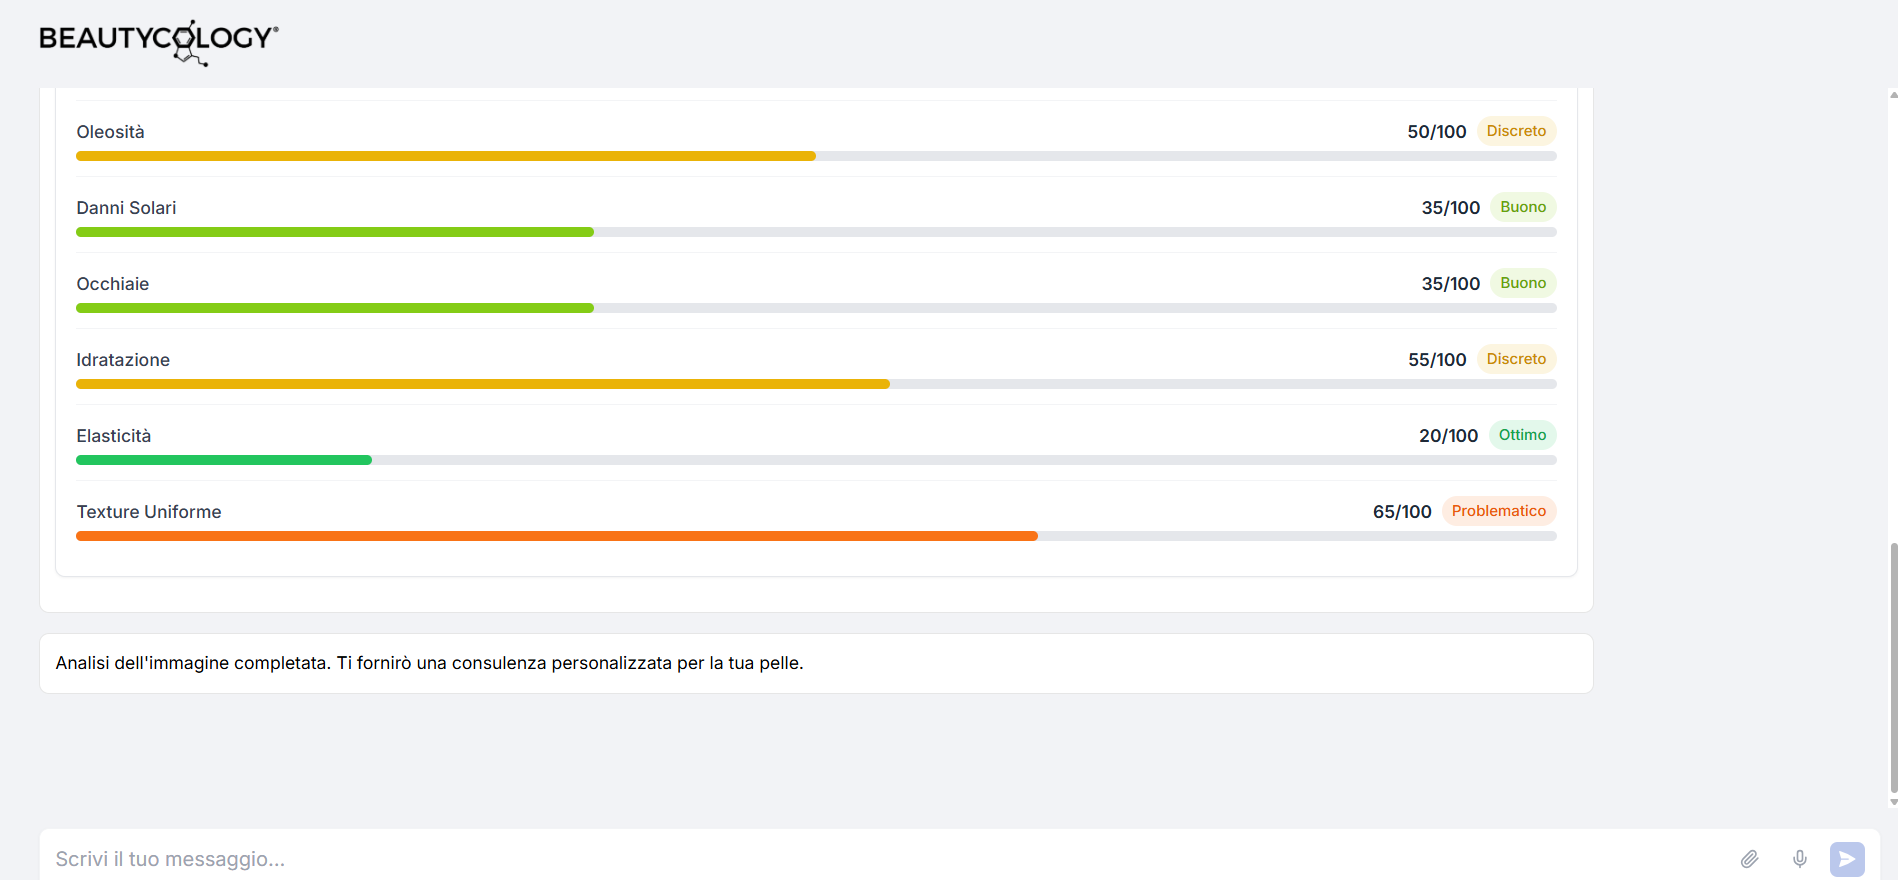 BEAUTYCOLOGY®
Oleosità 50/100 Discreto
Danni Solari 35/100 Buono
Occhiaie 35/100 Buono
Idratazione 55/100 Discreto
Elasticità 20/100 Ottimo
Texture Uniforme 65/100 Problematico
Analisi dell'immagine completata. Ti fornirò una consulenza personalizzata per la tua pelle.
Scrivi il tuo messaggio...